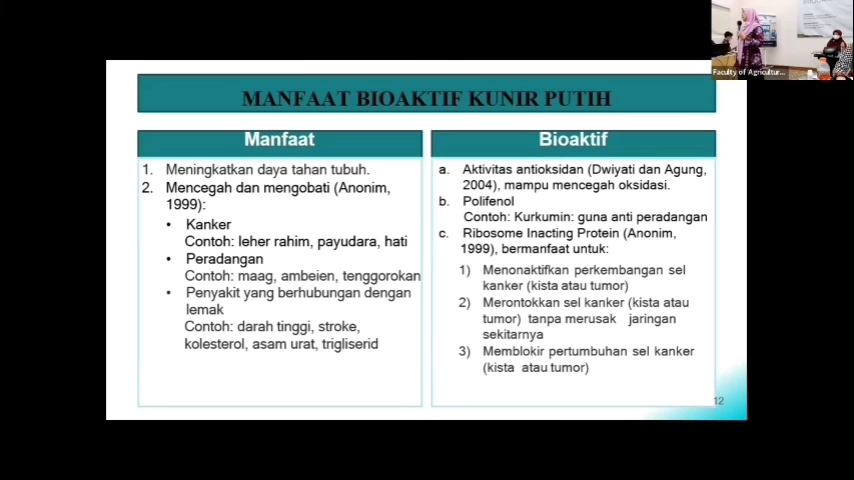 Faculty of Agricultur...
MANFAAT BIOAKTIF KUNIR PUTIH
Manfaat
1. Meningkatkan daya tahan tubuh.
2. Mencegah dan mengobati (Anonim,
1999):
• Kanker
Contoh: leher rahim, payudara, hati
• Peradangan
Contoh: maag, ambeien, tenggorokan
• Penyakit yang berhubungan dengan
lemak
Contoh: darah tinggi, stroke,
kolesterol, asam urat, trigliserid
Bioaktif
a. Aktivitas antioksidan (Dwiyati dan Agung,
2004), mampu mencegah oksidasi.
b. Polifenol
Contoh: Kurkumin: guna anti peradangan
c. Ribosome Inacting Protein (Anonim,
1999), bermanfaat untuk:
1) Menonaktifkan perkembangan sel
kanker (kista atau tumor)
2) Merontokkan sel kanker (kista atau
tumor) tanpa merusak jaringan
sekitarnya
3) Memblokir pertumbuhan sel kanker
(kista atau tumor)
12